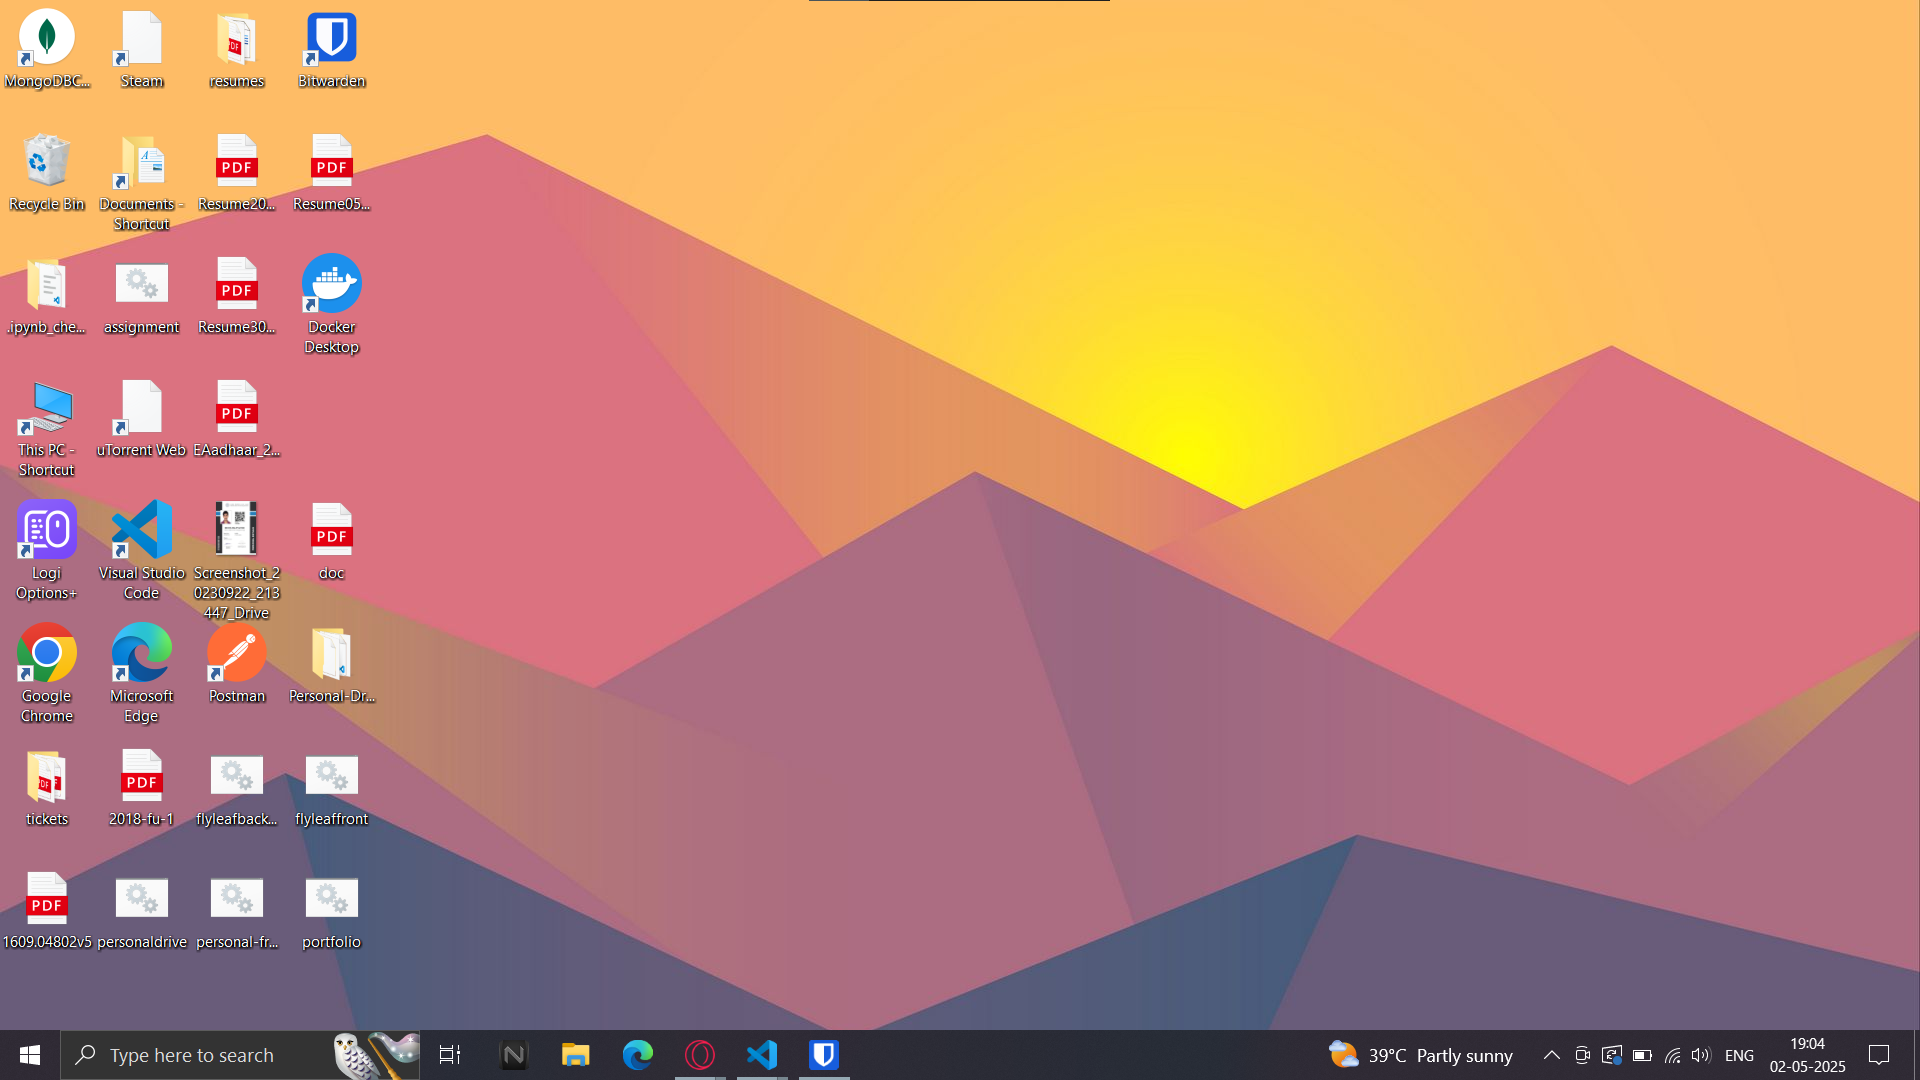 MongoDBC...
Steam
resumes
Bitwarden
Recycle Bin
Documents -
Shortcut
PDF
Resume20...
PDF
Resume05...
.ipynb_che...
assignment
PDF
Resume30...
Docker
Desktop
This PC -
Shortcut
uTorrent Web
PDF
EAadhaar_2...
Logi
Options+
Visual Studio
Code
Screenshot_2
0230922_213
447_Drive
PDF
doc
Google
Chrome
Microsoft
Edge
Postman
Personal-Dr...
tickets
PDF
2018-fu-1
flyleafback...
flyleaffront
PDF
1609.04802v5
personaldrive
personal-fr...
portfolio
Type here to search
39°C Partly sunny
ENG
19:04
02-05-2025